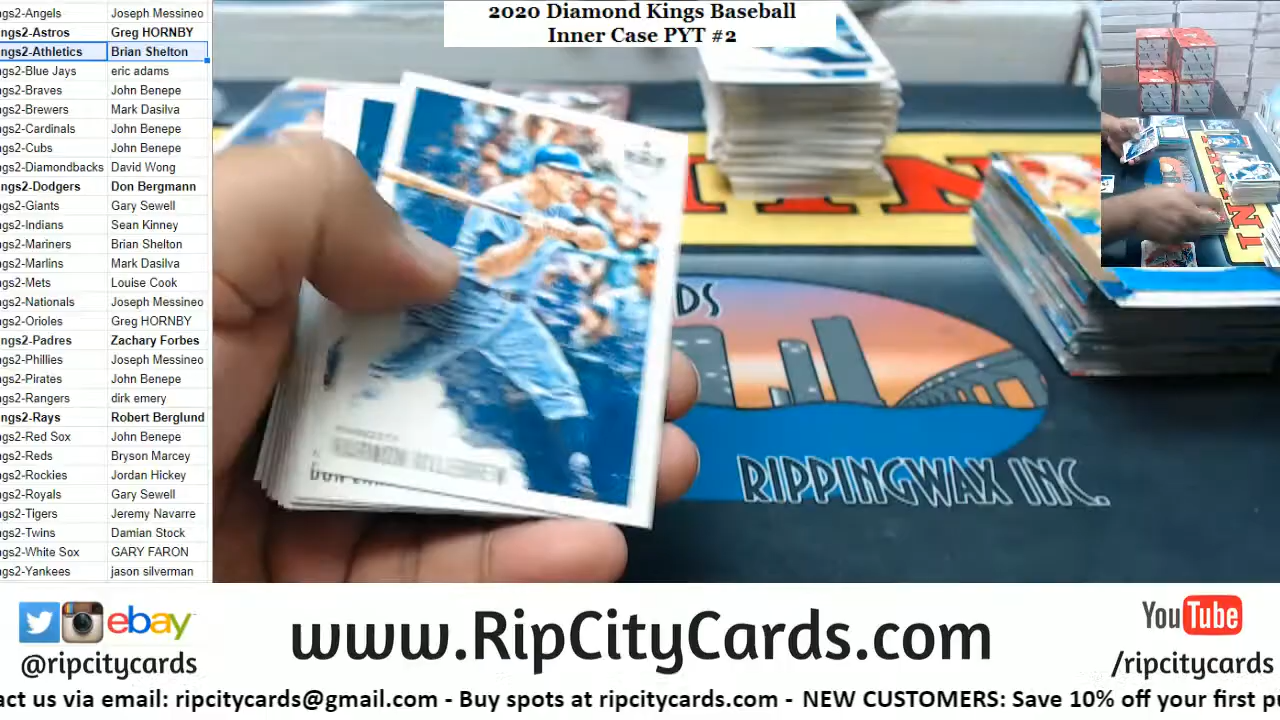 2020 Diamond Kings Baseball
Inner Case PYT #2
ngs2-Angels Joseph Messineo
ngs2-Astros Greg HORNBY
ngs2-Athletics Brian Shelton
ngs2-Blue Jays eric adams
ngs2-Braves John Benepe
ngs2-Brewers Mark Dasilva
ngs2-Cardinals John Benepe
ngs2-Cubs John Benepe
ngs2-Diamondbacks David Wong
ngs2-Dodgers Don Bergmann
ngs2-Giants Gary Sewell
ngs2-Indians Sean Kinney
ngs2-Mariners Brian Shelton
ngs2-Marlins Mark Dasilva
ngs2-Mets Louise Cook
ngs2-Nationals Joseph Messineo
ngs2-Orioles Greg HORNBY
ngs2-Padres Zachary Forbes
ngs2-Phillies Joseph Messineo
ngs2-Pirates John Benepe
ngs2-Rangers dirk emery
ngs2-Rays Robert Berglund
ngs2-Red Sox John Benepe
ngs2-Reds Bryson Marcey
ngs2-Rockies Jordan Hickey
ngs2-Royals Gary Sewell
ngs2-Tigers Jeremy Navarre
ngs2-Twins Damian Stock
ngs2-White Sox GARY FARON
ngs2-Yankees jason silverman
RIPPINGWAX INC.
ebay
@ripcitycards
www.RipCityCards.com
YouTube
/ripcitycards
act us via email: ripcitycards@gmail.com - Buy spots at ripcitycards.com - NEW CUSTOMERS: Save 10% off your first pu